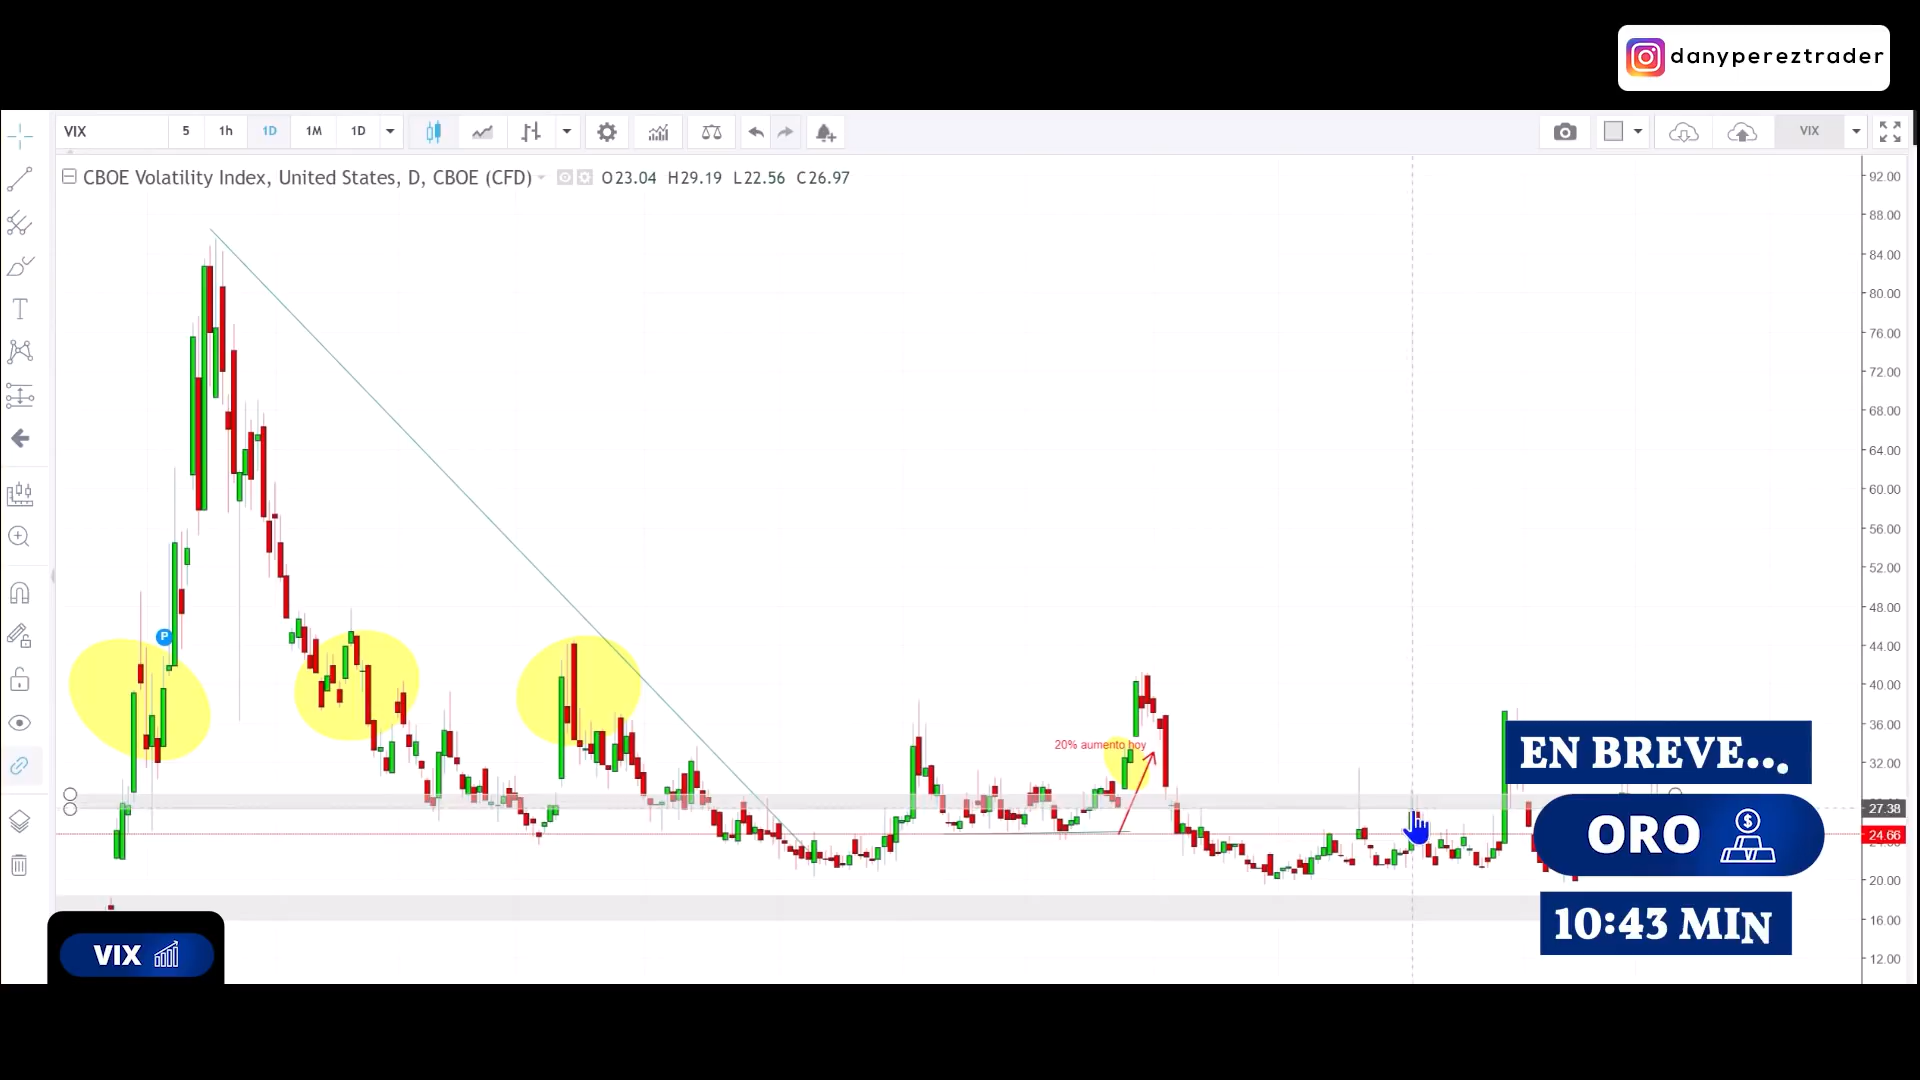 danypereztrader
VIX 5 1h 1D 1M 1D VIX
CBOE Volatility Index, United States, D, CBOE (CFD) O23.04 H29.19 L22.56 C26.97
92.00
88.00
84.00
80.00
76.00
72.00
68.00
64.00
60.00
56.00
52.00
48.00
P
44.00
40.00
36.00
20% aumento hoy
EN BREVE...
32.00
27.38
ORO
24.66
20.00
16.00
10:43 MIN
VIX
12.00